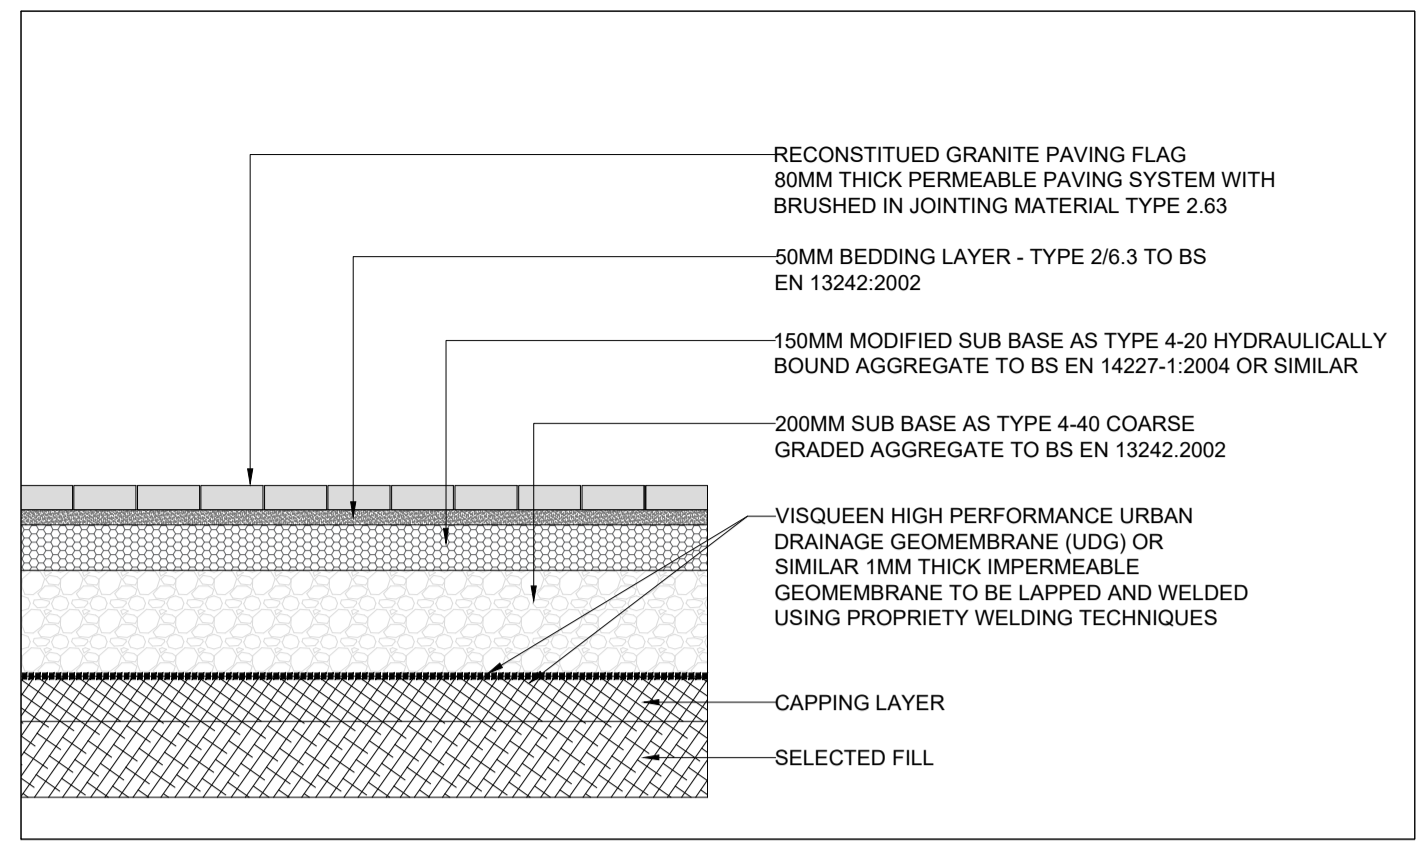 RECONSTITUED GRANITE PAVING FLAG
80MM THICK PERMEABLE PAVING SYSTEM WITH
BRUSHED IN JOINTING MATERIAL TYPE 2.63
50MM BEDDING LAYER - TYPE 2/6.3 TO BS
EN 13242:2002
150MM MODIFIED SUB BASE AS TYPE 4-20 HYDRAULICALLY
BOUND AGGREGATE TO BS EN 14227-1:2004 OR SIMILAR
200MM SUB BASE AS TYPE 4-40 COARSE
GRADED AGGREGATE TO BS EN 13242.2002
VISQUEEN HIGH PERFORMANCE URBAN
DRAINAGE GEOMEMBRANE (UDG) OR
SIMILAR 1MM THICK IMPERMEABLE
GEOMEMBRANE TO BE LAPPED AND WELDED
USING PROPRIETY WELDING TECHNIQUES
CAPPING LAYER
SELECTED FILL